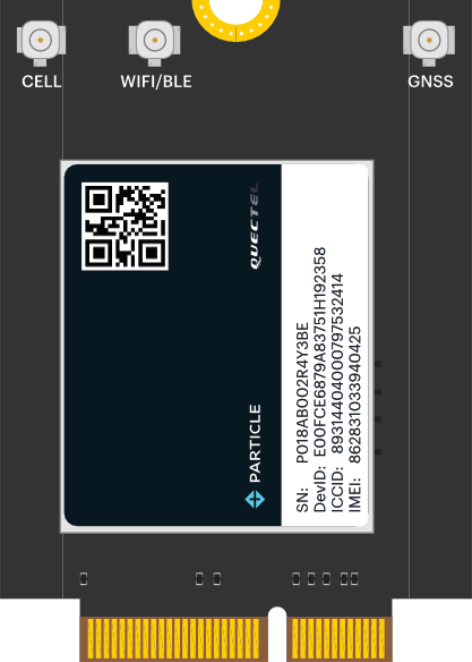 CELL
WIFI/BLE
GNSS
QUECTEL
PARTICLE
SN: P018AB002R4Y3BE
DevID: E00FCE6879A83751H192358
ICCID: 89314404000797532414
IMEI: 862831033940425